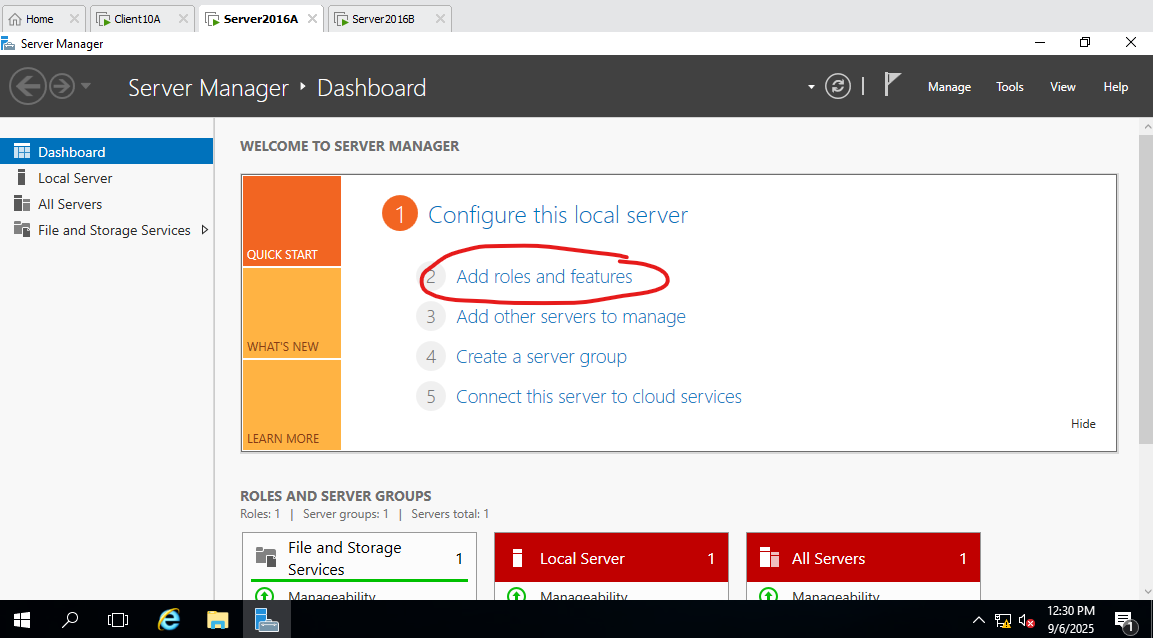 Home Client10A Server2016A Server2016B
Server Manager
Server Manager Dashboard Manage Tools View Help
Dashboard
Local Server
All Servers
File and Storage Services
WELCOME TO SERVER MANAGER
QUICK START
WHAT'S NEW
LEARN MORE
1 Configure this local server
2 Add roles and features
3 Add other servers to manage
4 Create a server group
5 Connect this server to cloud services
Hide
ROLES AND SERVER GROUPS
Roles: 1 | Server groups: 1 | Servers total: 1
File and Storage Services 1
Manageability
Local Server 1
Manageability
All Servers 1
Manageability
12:30 PM
9/6/2025
1